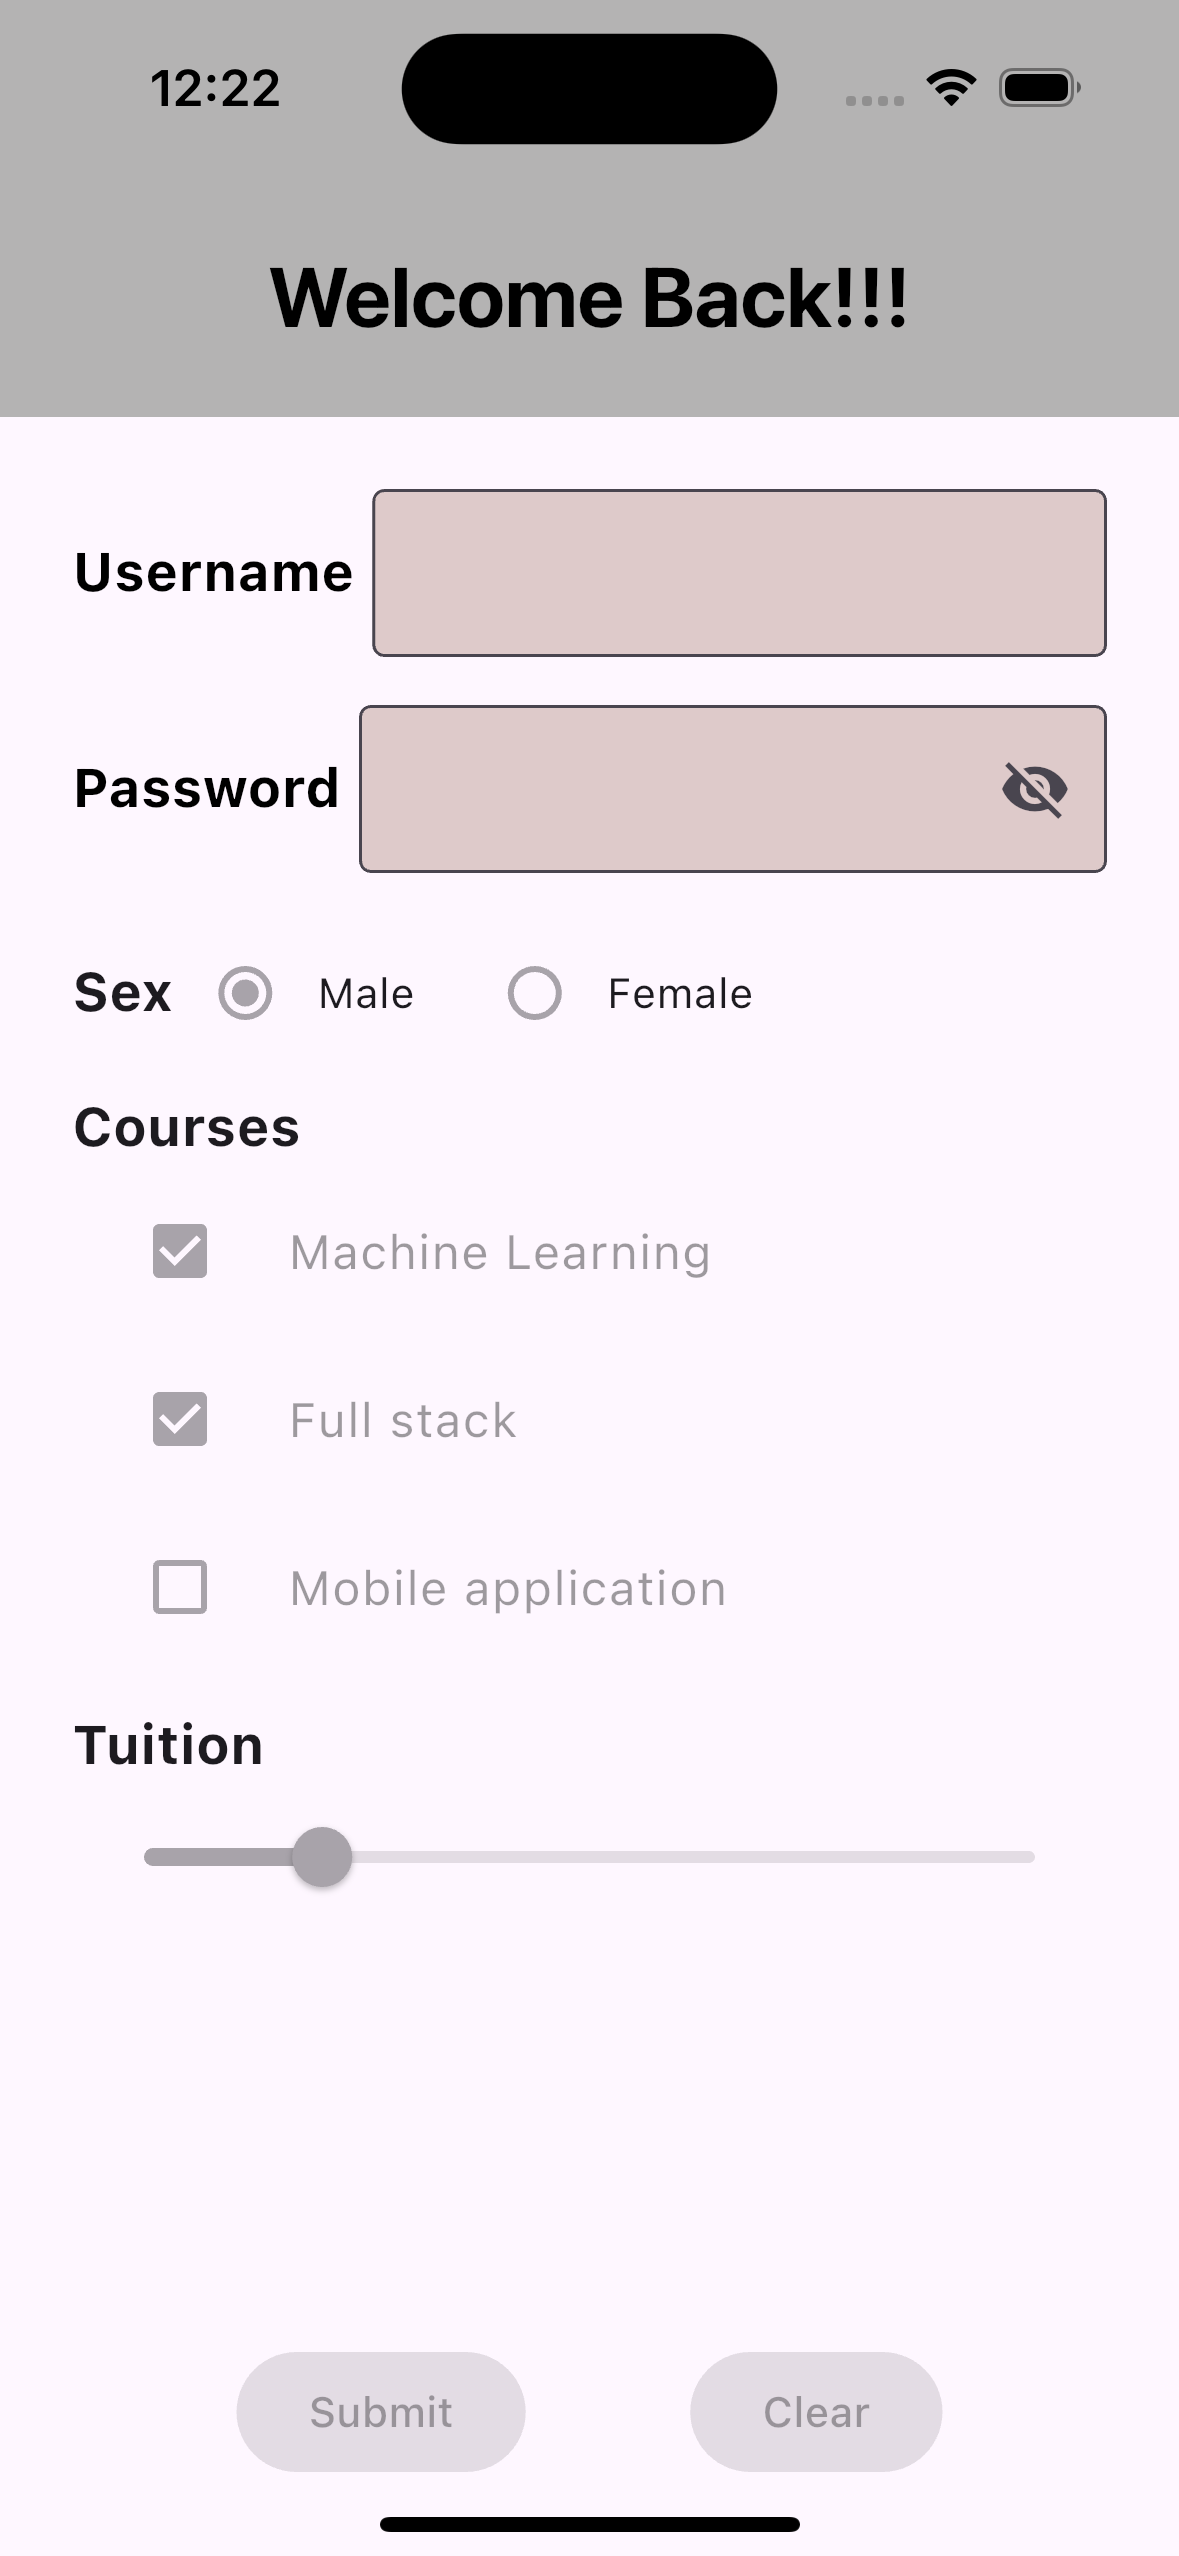 12:22
Welcome Back!!!
Username
Password
Sex Male Female
Courses
Machine Learning
Full stack
Mobile application
Tuition
Submit Clear